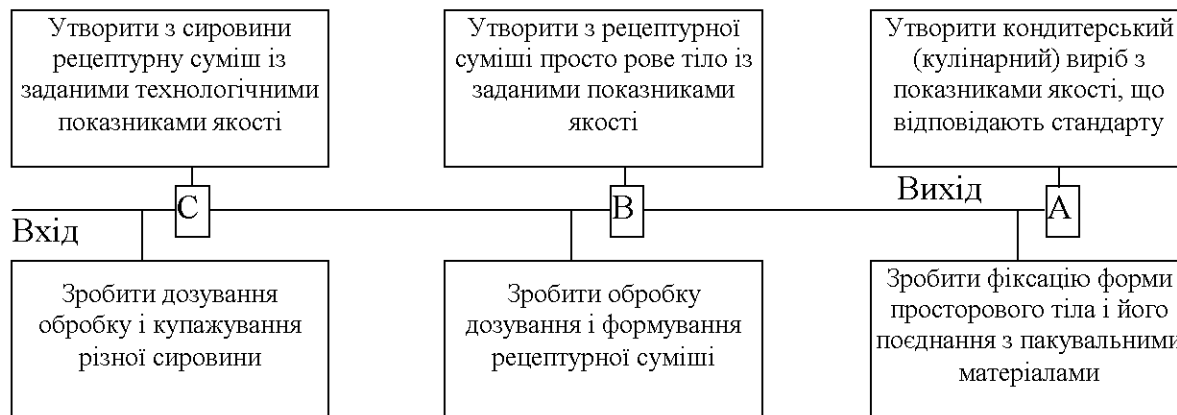 Утворити з сировини
рецептурну суміш із
заданими технологічними
показниками якості
Утворити з рецептурної
суміші просто рове тіло із
заданими показниками
якості
Утворити кондитерський
(кулінарний) виріб з
показниками якості, що
відповідають стандарту
Вхід
C
B
Вихід
A
Зробити дозування
обробку і купажування
різної сировини
Зробити обробку
дозування і формування
рецептурної суміші
Зробити фіксацію форми
просторового тіла і його
поєднання з пакувальними
матеріалами